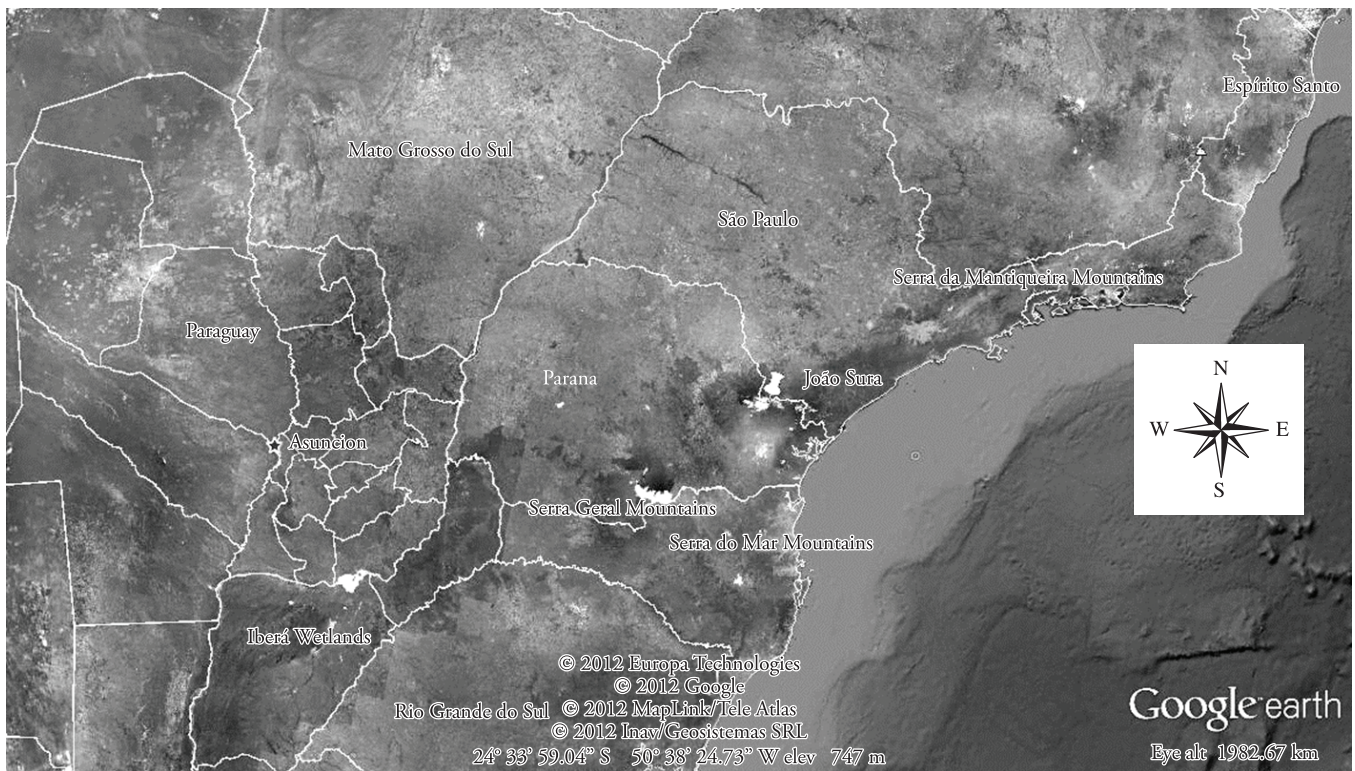 Espírito Santo
Mato Grosso do Sul
São Paulo
Serra da Mantiqueira Mountains
Paraguay
Parana
João Sura
N
W E
S
Asuncion
Serra Geral Mountains
Serra do Mar Mountains
Iberá Wetlands
© 2012 Europa Technologies
© 2012 Google
Rio Grande do Sul © 2012 MapLink/Tele Atlas
© 2012 Inav/Geosistemas SRL
24° 33’ 59.04” S 50° 38’ 24.73” W elev 747 m
Google earth
Eye alt 1982.67 km